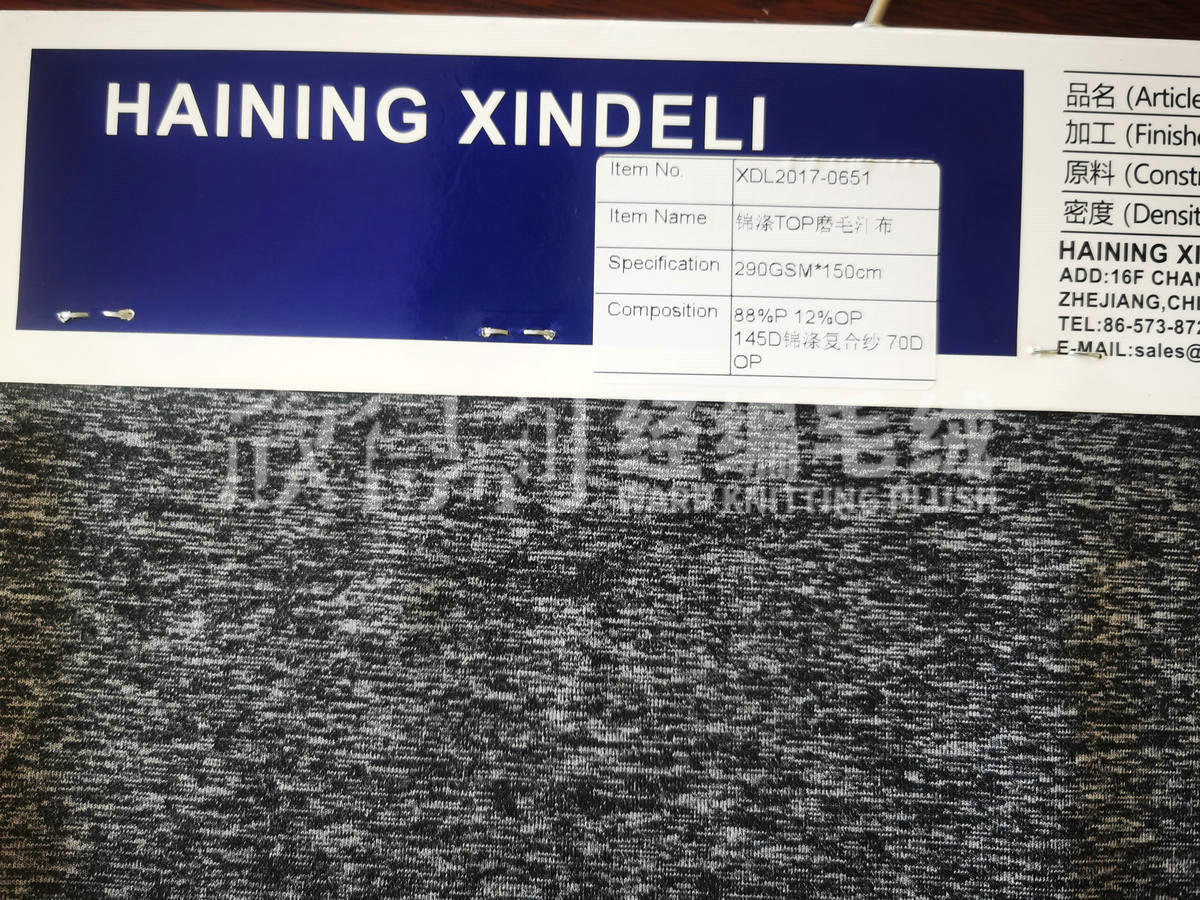 HAINING XINDELI
Item No. XDL2017-0651
Item Name 锦涤TOP磨毛汗布
Specification 290GSM*150cm
Composition 88%P 12%OP
145D锦涤复合纱 70D
OP
品名 (Article
加工 (Finishe
原料 (Constr
密度 (Densit
HAINING XI
ADD:16F CHAN
ZHEJIANG,CHI
TEL:86-573-872
E-MAIL:sales@
欣得利 经编毛绒
WARP KNITTING PLUSH